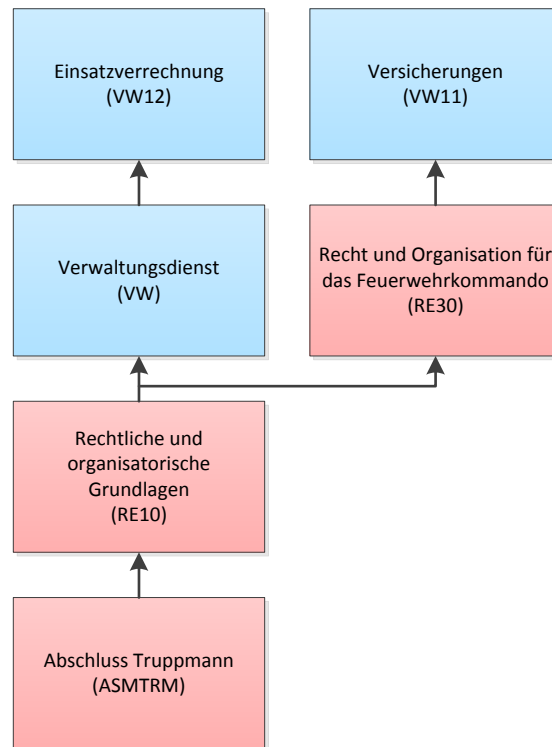 Einsatzverrechnung
(VW12)
Versicherungen
(VW11)
Verwaltungsdienst
(VW)
Recht und Organisation für
das Feuerwehrkommando
(RE30)
Rechtliche und
organisatorische
Grundlagen
(RE10)
Abschluss Truppmann
(ASMTRM)